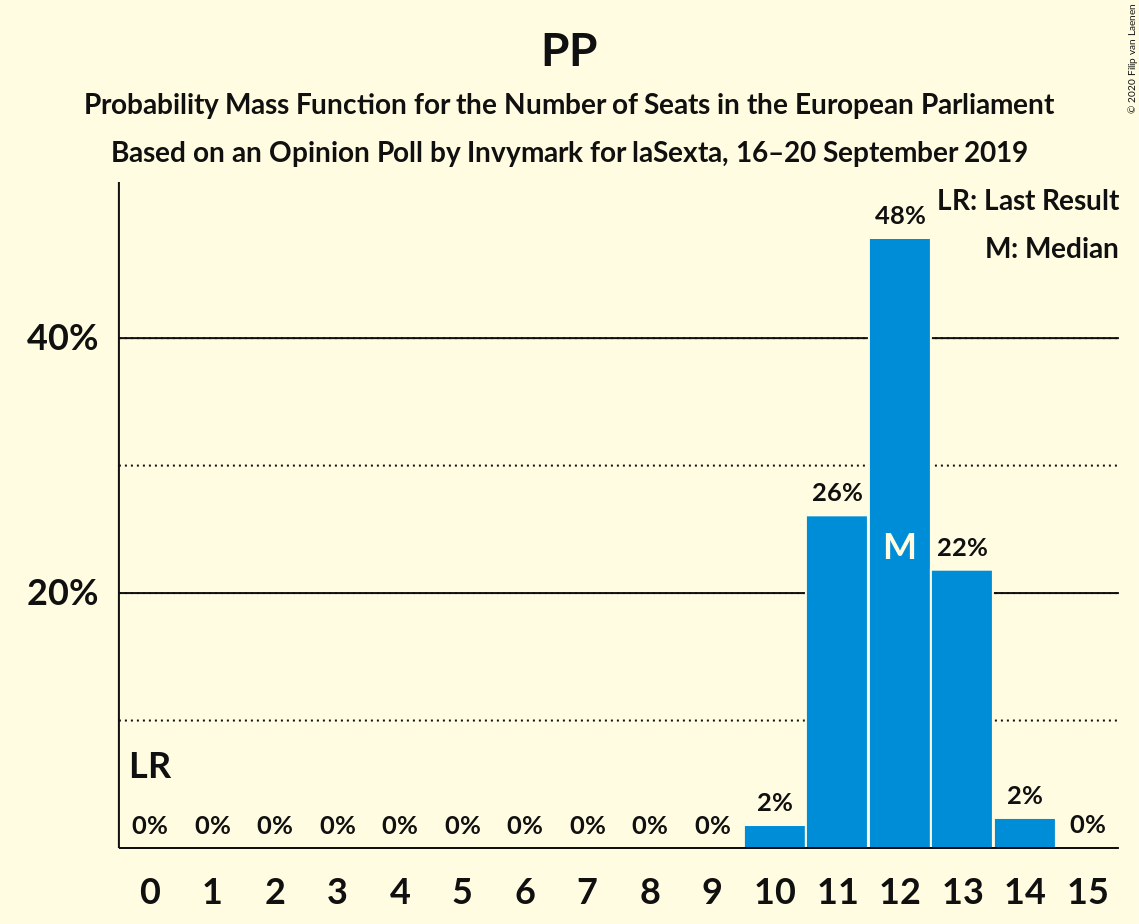 PP
Probability Mass Function for the Number of Seats in the European Parliament
Based on an Opinion Poll by Invymark for laSexta, 16–20 September 2019
© 2020 Filip van Laenen
LR: Last Result
M: Median
48%
40%
26%
M
22%
20%
LR
0% 0% 0% 0% 0% 0% 0% 0% 0% 0% 2% 2% 0%
0 1 2 3 4 5 6 7 8 9 10 11 12 13 14 15